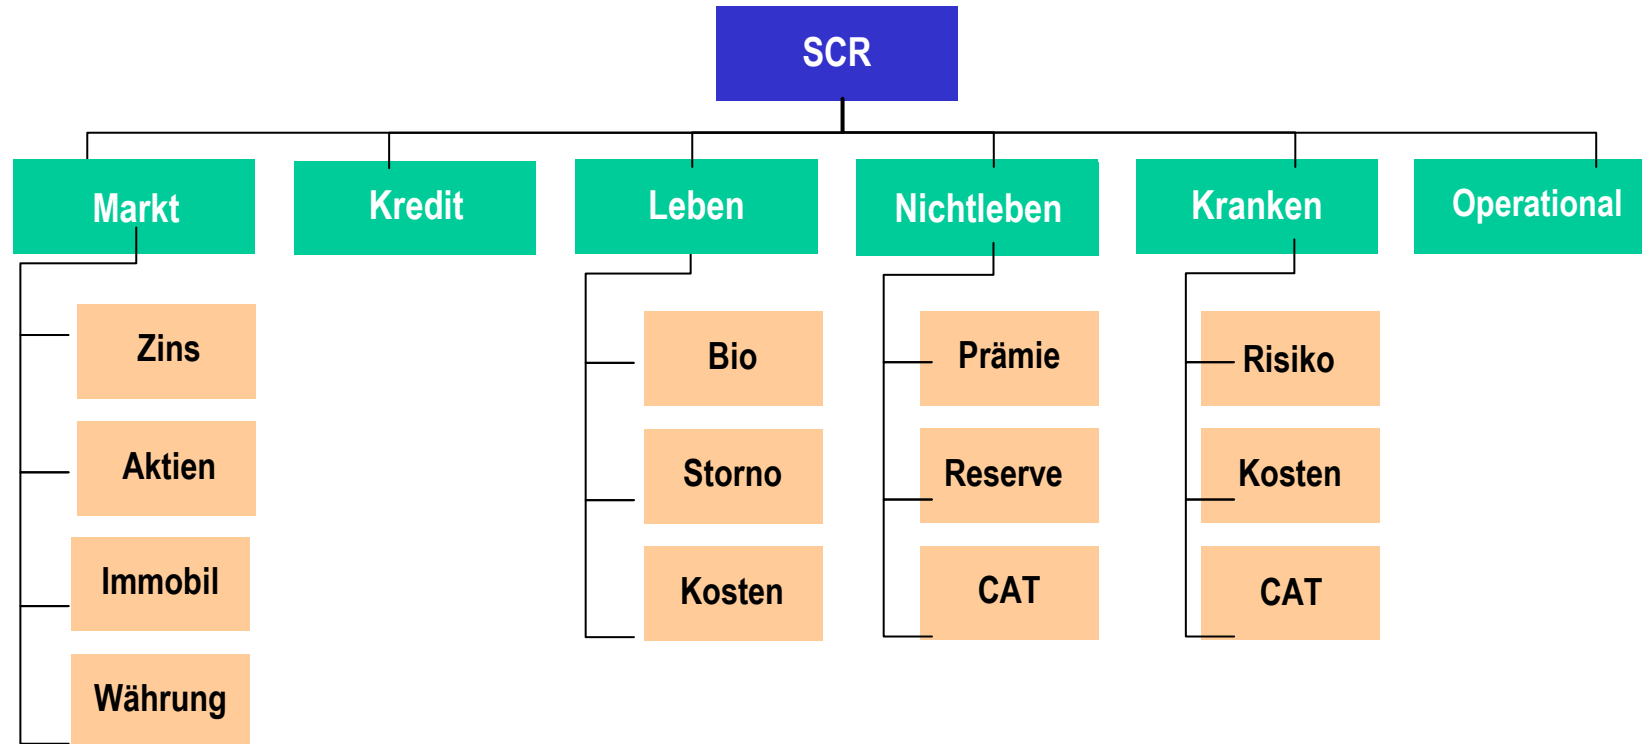 SCR
Markt
Kredit
Leben
Nichtleben
Kranken
Operational
Zins
Aktien
Immobil
Währung
Bio
Storno
Kosten
Prämie
Reserve
CAT
Risiko
Kosten
CAT